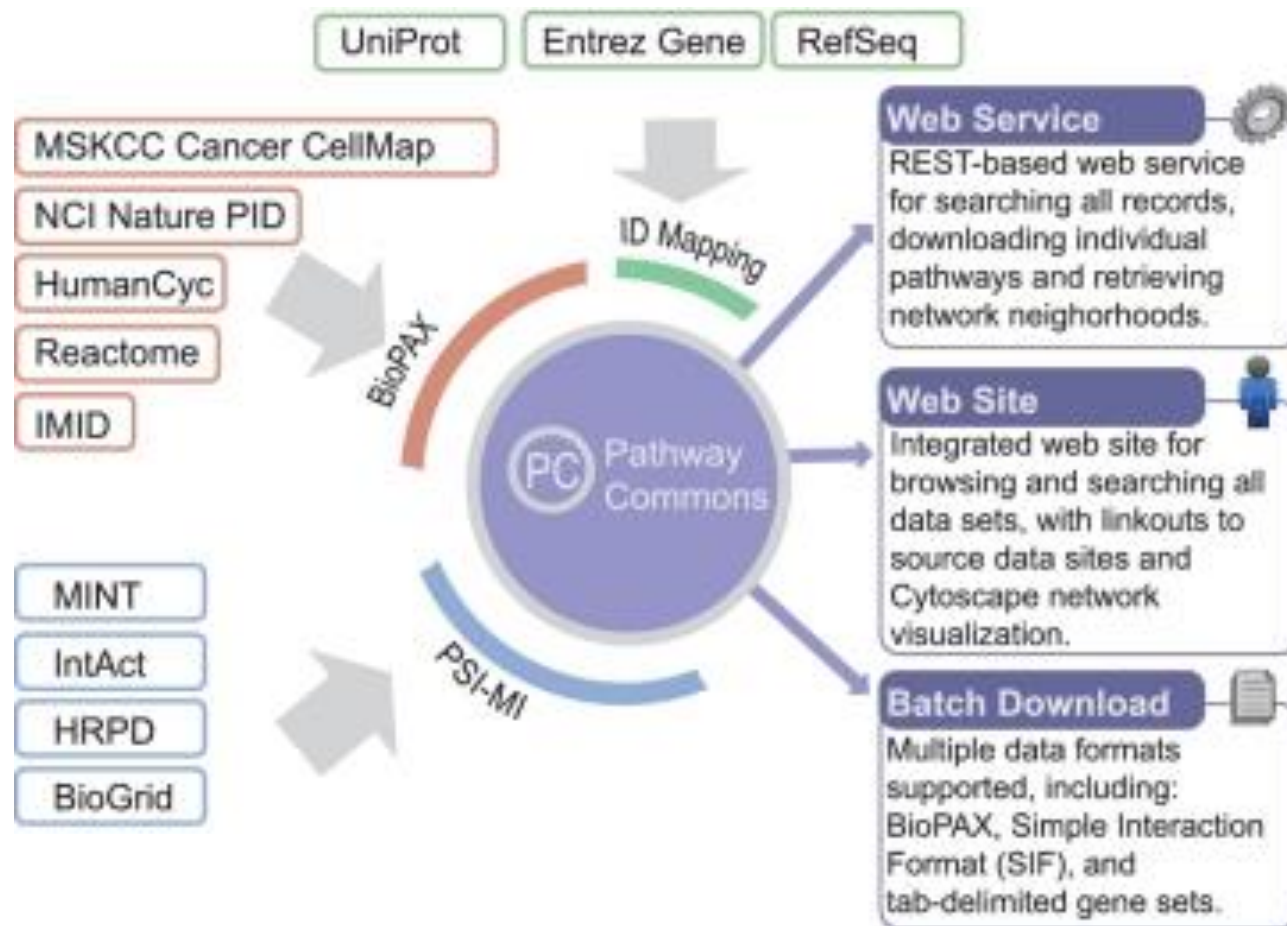 UniProt
Entrez Gene
RefSeq
MSKCC Cancer CellMap
NCI Nature PID
HumanCyc
Reactome
IMID
BioPAX
ID Mapping
MINT
IntAct
HRPD
BioGrid
PSI-MI
PC
Pathway
Commons
Web Service
REST-based web service
for searching all records,
downloading individual
pathways and retrieving
network neighorhoods.
Web Site
Integrated web site for
browsing and searching all
data sets, with linkouts to
source data sites and
Cytoscape network
visualization.
Batch Download
Multiple data formats
supported, including:
BioPAX, Simple Interaction
Format (SIF), and
tab-delimited gene sets.